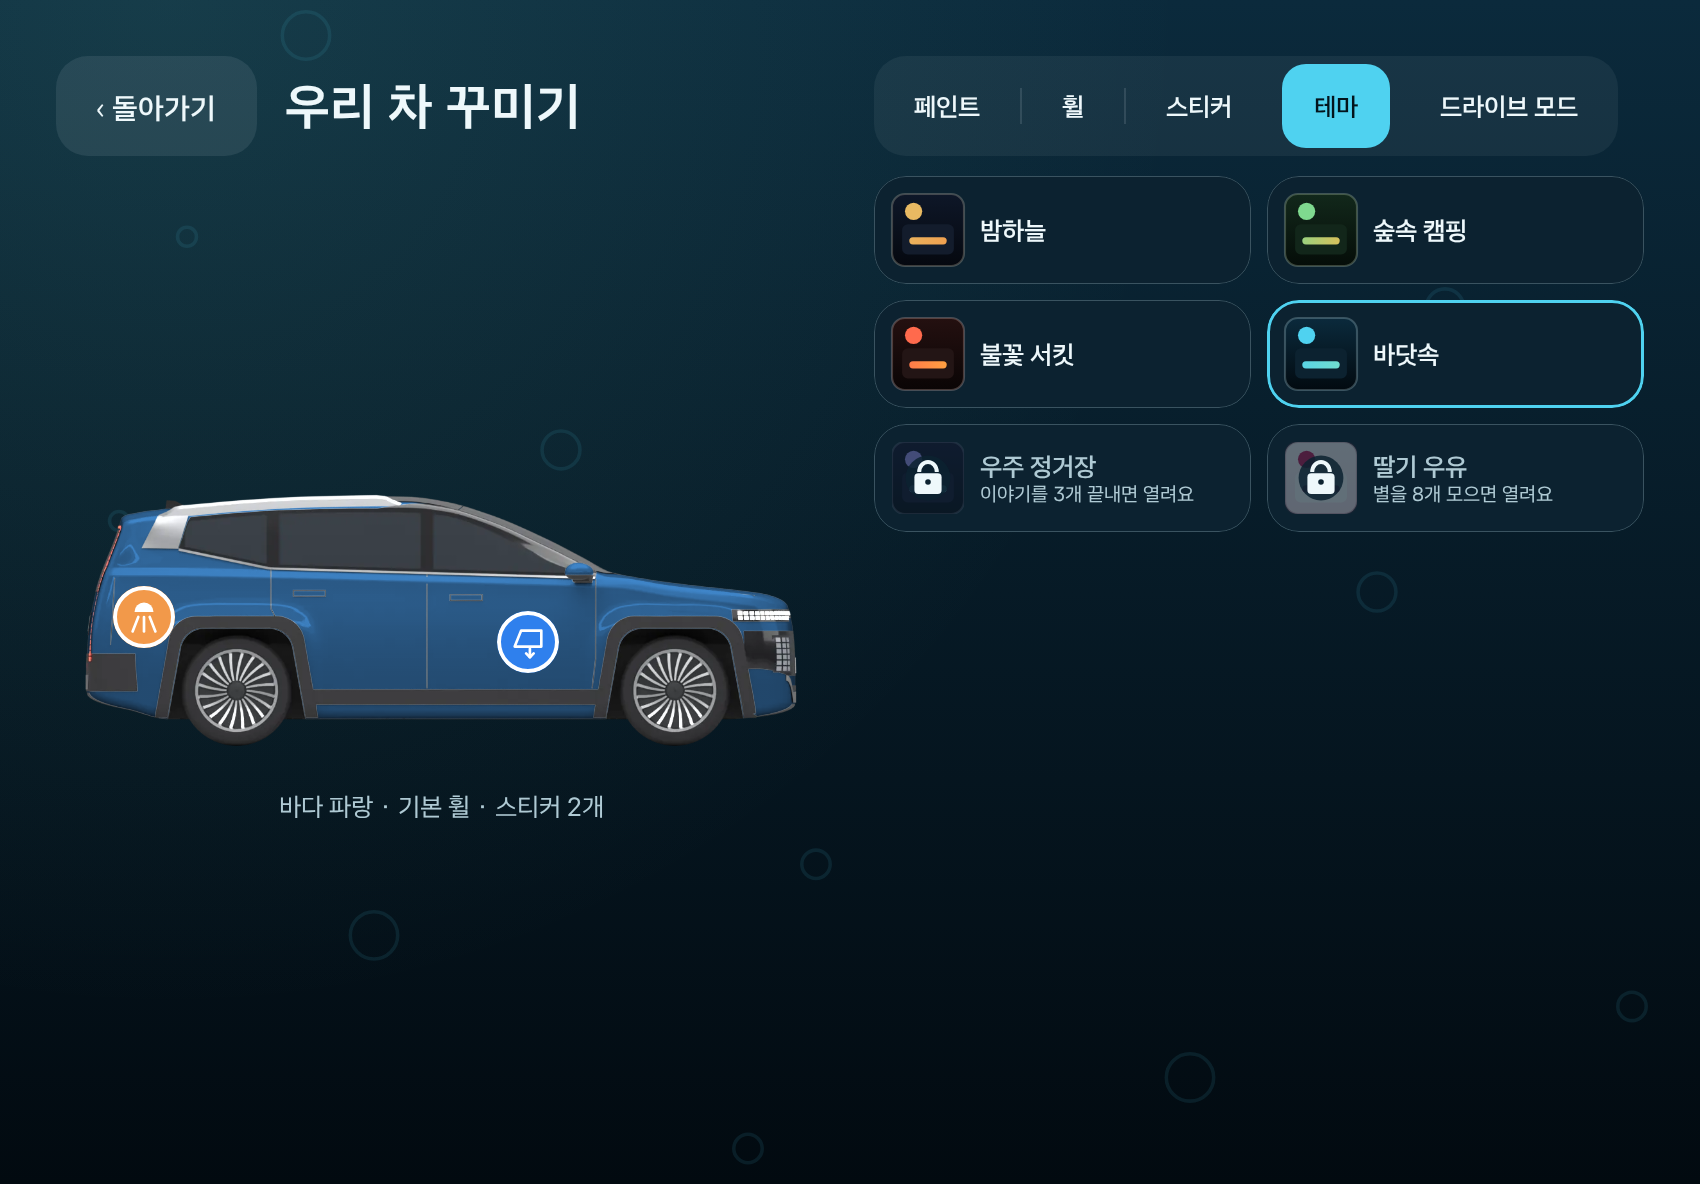 ‹ 돌아가기
우리 차 꾸미기
페인트
휠
스티커
테마
드라이브 모드
밤하늘
숲속 캠핑
불꽃 서킷
바닷속
우주 정거장
이야기를 3개 끝내면 열려요
딸기 우유
별을 8개 모으면 열려요
바다 파랑 · 기본 휠 · 스티커 2개